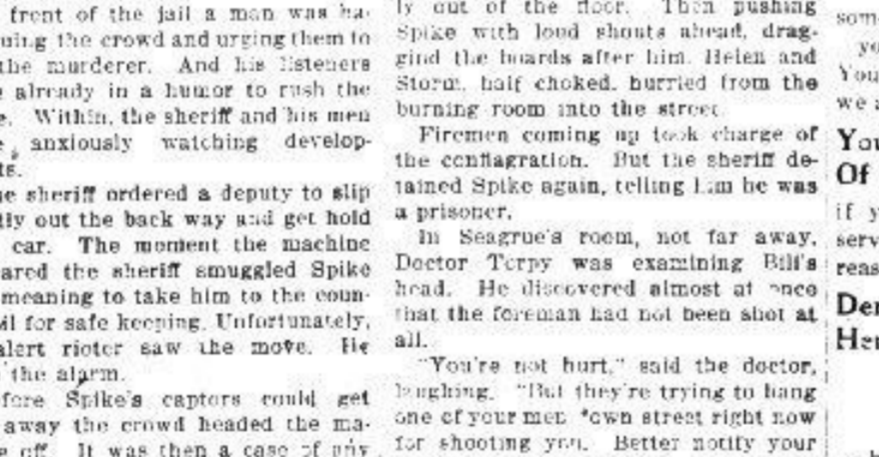 front of the jail a man was ha-
uing the crowd and urging them to
the murderer. And his listeners
already in a humor to rush the
Within, the sheriff and his men
anxiously watching develop-
ts.
he sheriff ordered a deputy to slip
tly out the back way and get hold
car. The moment the machine
ared the sheriff smuggled Spike
meaning to take him to the coun-
il for safe keeping. Unfortunately,
alert rioter saw the move. He
the alarm.
fore Spike's captors could get
away the crowd headed the ma-
off. It was then a case of any
ly out of the floor. Then pushing
Spike with loud shouts ahead, drag-
gind the boards after him. Helen and
Storm, half choked, hurried from the
burning room into the street.
Firemen coming up took charge of
the conflagration. But the sheriff de-
tained Spike again, telling him he was
a prisoner.
In Seagrue's room, not far away,
Doctor Torpy was examining Bill's
head. He discovered almost at once
that the foreman had not been shot at
all.
"You're not hurt," said the doctor,
laughing. "But they're trying to hang
one of your men down street right now
for shooting you. Better notify your
som
yo
You
we a
You
Of
if y
serv
reas
Der
Her